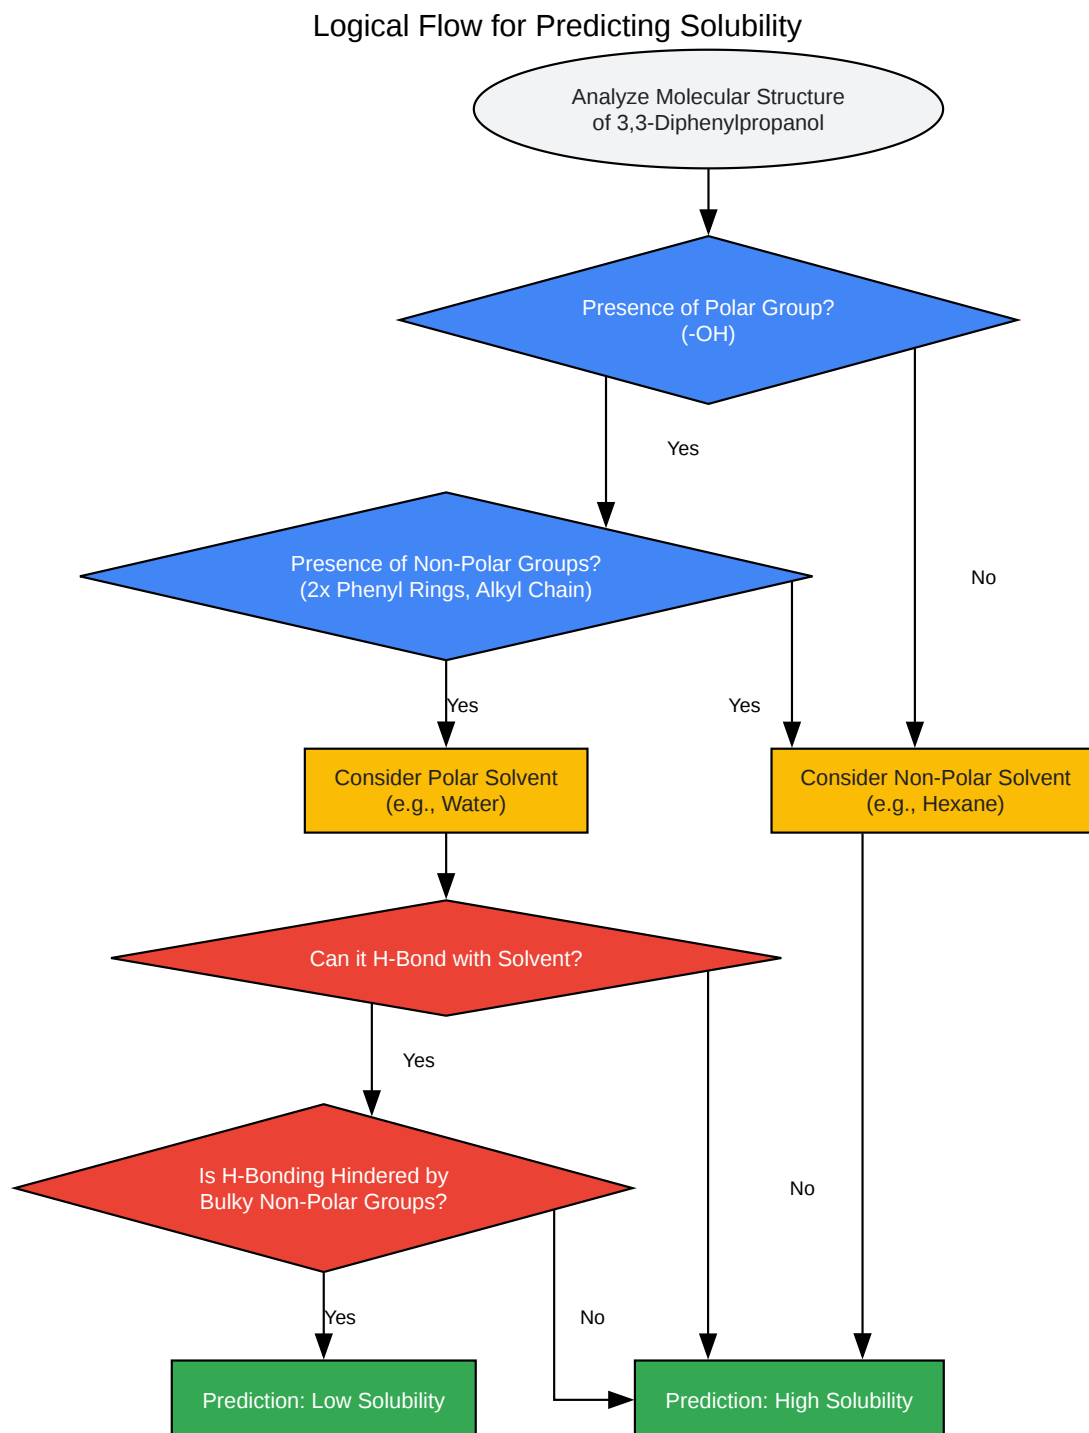 Logical Flow for Predicting Solubility
Analyze Molecular Structure
of 3,3-Diphenylpropanol
Presence of Polar Group?
(-OH)
Yes
Presence of Non-Polar Groups?
(2x Phenyl Rings, Alkyl Chain)
No
Yes
Yes
Consider Polar Solvent
(e.g., Water)
Consider Non-Polar Solvent
(e.g., Hexane)
Can it H-Bond with Solvent?
Yes
Is H-Bonding Hindered by
Bulky Non-Polar Groups?
No
Yes
No
Prediction: Low Solubility
Prediction: High Solubility